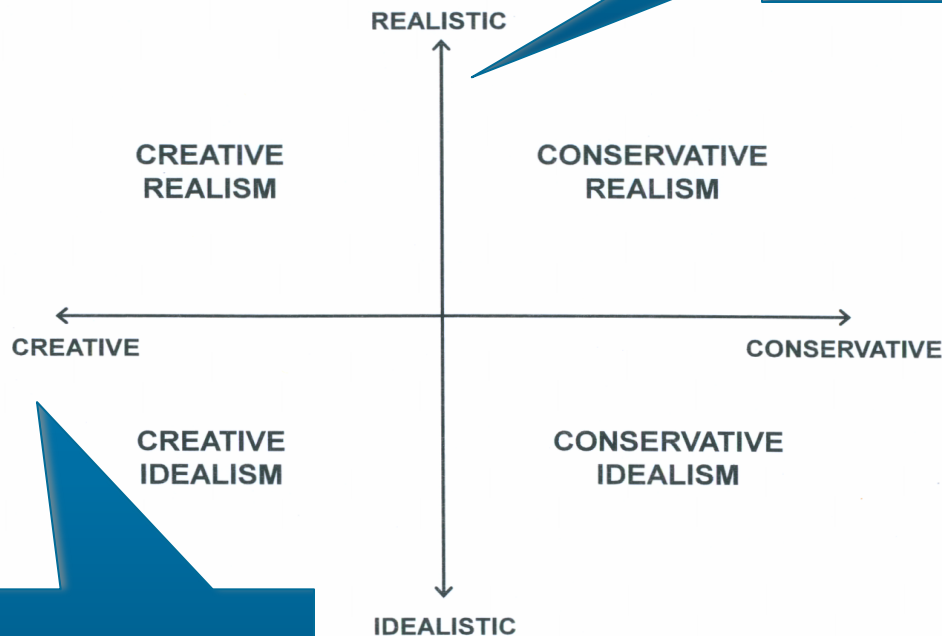 REALISTIC
CREATIVE
REALISM
CONSERVATIVE
REALISM
CREATIVE
CONSERVATIVE
CREATIVE
IDEALISM
CONSERVATIVE
IDEALISM
IDEALISTIC